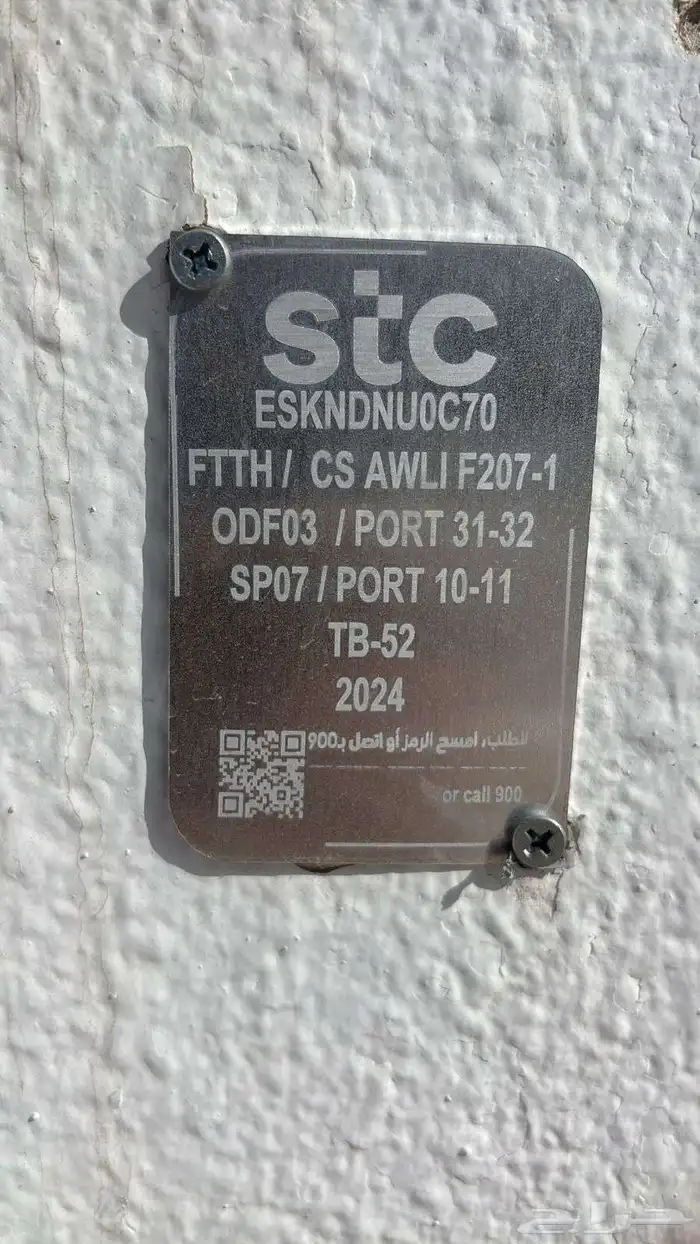 stc
ESKNDNU0C70
FTTH / CS AWLI F207-1
ODF03 / PORT 31-32
SP07 / PORT 10-11
TB-52
2024
للطلب، امسح الرمز أو اتصل بـ900
or call 900
حراج